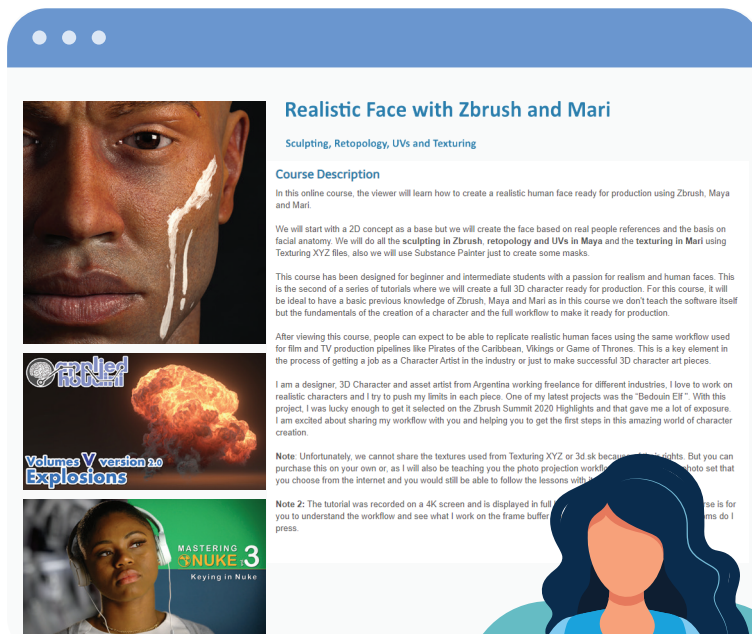 Realistic Face with Zbrush and Mari
Sculpting, Retopology, UVs and Texturing
Course Description
In this online course, the viewer will learn how to create a realistic human face ready for production using Zbrush, Maya
and Mari.
We will start with a 2D concept as a base but we will create the face based on real people references and the basis on
facial anatomy. We will do all the sculpting in Zbrush, retopology and UVs in Maya and the texturing in Mari using
Texturing XYZ files, also we will use Substance Painter just to create some masks.
This course has been designed for beginner and intermediate students with a passion for realism and human faces. This
is the second of a series of tutorials where we will create a full 3D character ready for production. For this course, it will
be ideal to have a basic previous knowledge of Zbrush, Maya and Mari as in this course we don't teach the software itself
but the fundamentals of the creation of a character and the full workflow to make it ready for production.
After viewing this course, people can expect to be able to replicate realistic human faces using the same workflow used
for film and TV production pipelines like Pirates of the Caribbean, Vikings or Game of Thrones. This is a key element in
the process of getting a job as a Character Artist in the industry or just to make successful 3D character art pieces.
I am a designer, 3D Character and asset artist from Argentina working freelance for different industries, I love to work on
realistic characters and I try to push my limits in each piece. One of my latest projects was the "Bedouin Elf ". With this
project, I was lucky enough to get it selected on the Zbrush Summit 2020 Highlights and that gave me a lot of exposure.
I am excited about sharing my workflow with you and helping you to get the first steps in this amazing world of character
creation.
Note: Unfortunately, we cannot share the textures used from Texturing XYZ or 3d.sk rights. But you can
purchase this on your own or, as I will also be teaching you the photo projection set that
you choose from the internet and you would still be able to follow the lessons
Note 2: The tutorial was recorded on a 4K screen and is displayed in full is for
you to understand the workflow and see what I work on the frame buffer do I
press.
applied
houdini
Volumes V version 2.0
Explosions
MASTERING
NUKE 13
Keying in Nuke